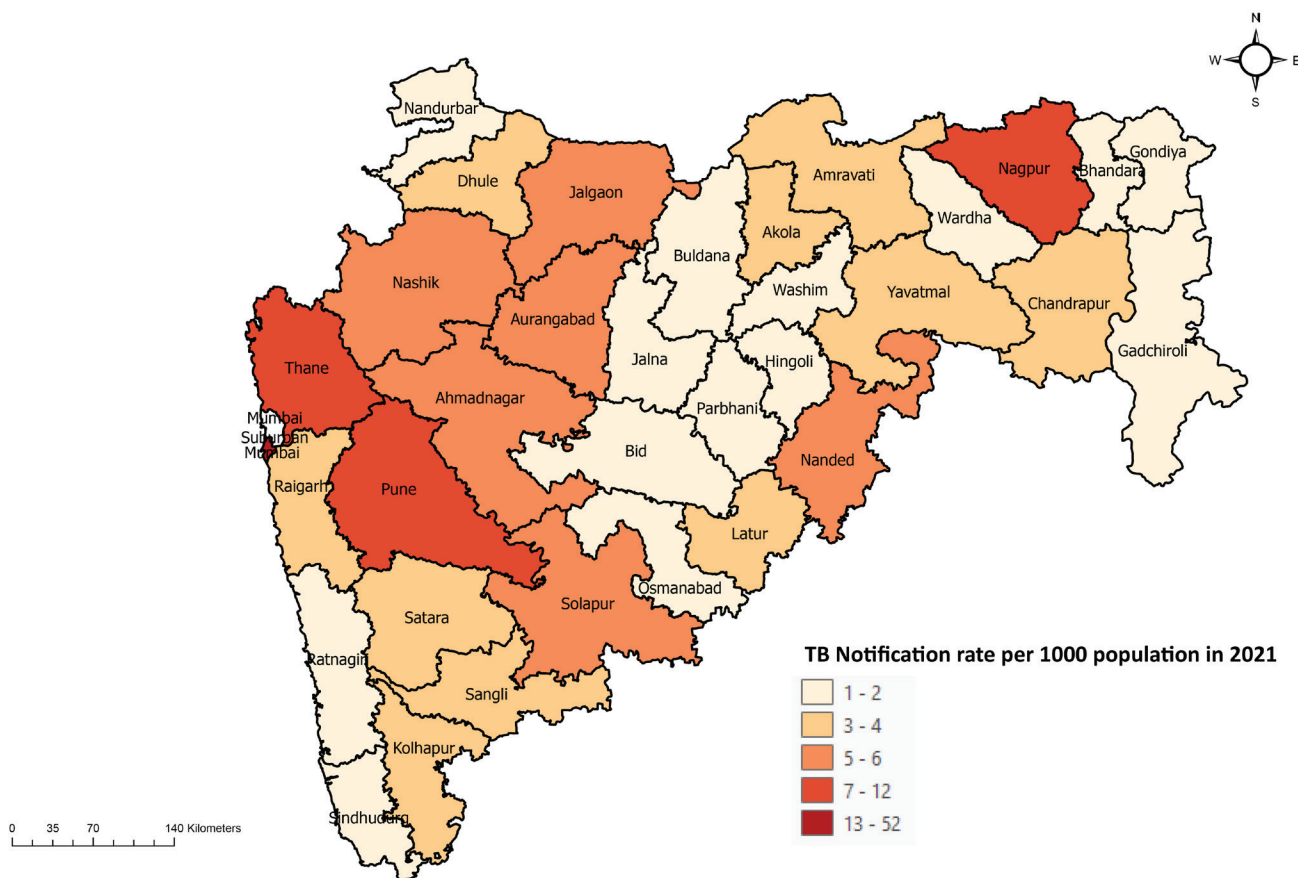 N
W E
S
Nandurbar
Dhule
Jalgaon
Amravati
Nagpur
Bhandara
Gondiya
Wardha
Akola
Buldana
Nashik
Washim
Yavatmal
Chandrapur
Aurangabad
Gadchiroli
Jalna
Hingoli
Thane
Ahmadnagar
Parbhani
Mumbai
Suburban
Mumbai
Bid
Nanded
Raigarh
Pune
Latur
Osmanabad
Solapur
Satara
Ratnagiri
Sangli
Kolhapur
Sindhudurg
TB Notification rate per 1000 population in 2021
1 - 2
3 - 4
5 - 6
7 - 12
13 - 52
0 35 70 140 Kilometers